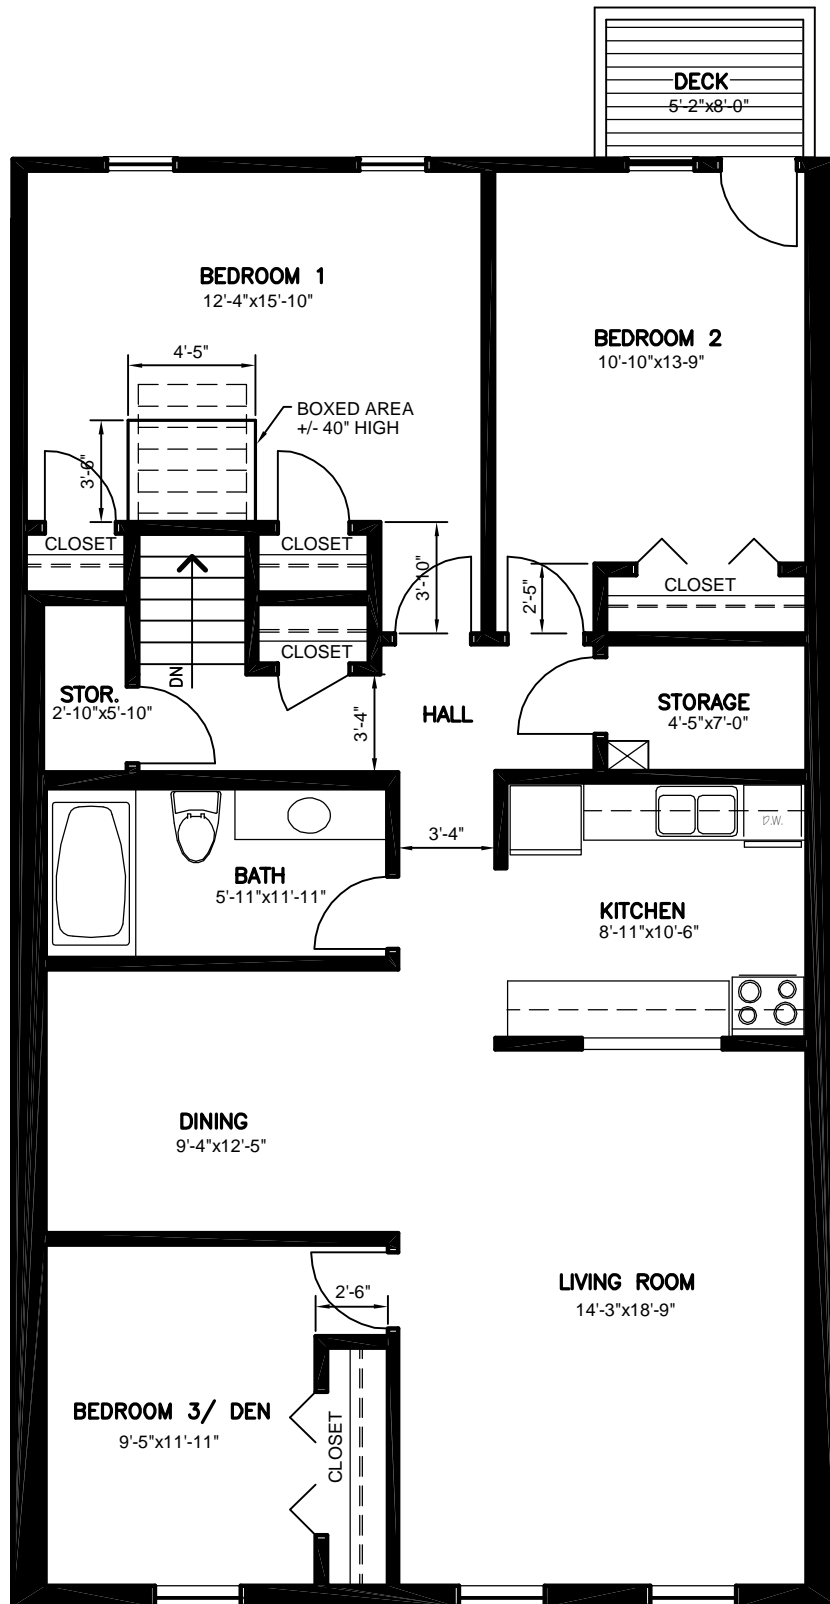 DECK
5'-2"x8'-0"
BEDROOM 1
12'-4"x15'-10"
BEDROOM 2
10'-10"x13-9"
4'-5"
BOXED AREA
+/- 40" HIGH
3'-6"
CLOSET
CLOSET
3'-10"
2'-5"
CLOSET
CLOSET
DN
STOR.
2'-10"x5'-10"
3'-4"
HALL
STORAGE
4'-5"x7'-0"
3'-4"
D.W.
BATH
5'-11"x11'-11"
KITCHEN
8'-11"x10'-6"
DINING
9'-4"x12'-5"
LIVING ROOM
14'-3"x18'-9"
2'-6"
BEDROOM 3/ DEN
9'-5"x11'-11"
CLOSET